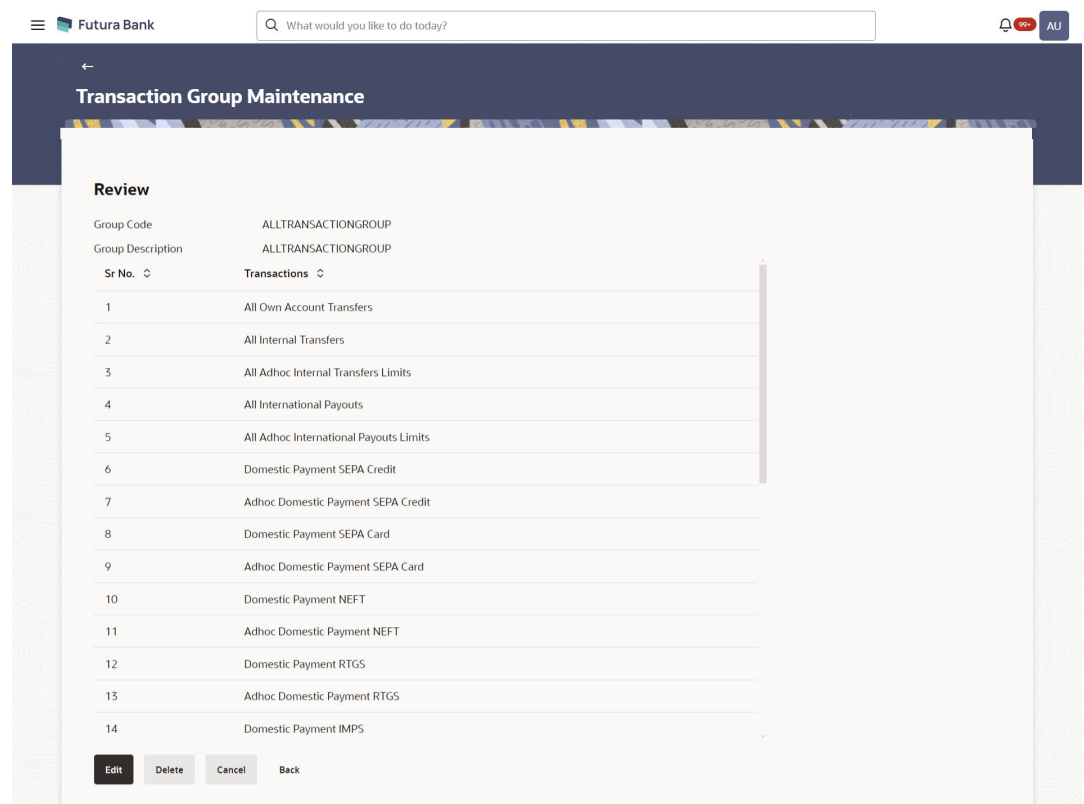 Futura Bank
What would you like to do today?
99+
AU
Transaction Group Maintenance
Review
Group Code ALLTRANSACTIONGROUP
Group Description ALLTRANSACTIONGROUP
Sr No. Transactions
1 All Own Account Transfers
2 All Internal Transfers
3 All Adhoc Internal Transfers Limits
4 All International Payouts
5 All Adhoc International Payouts Limits
6 Domestic Payment SEPA Credit
7 Adhoc Domestic Payment SEPA Credit
8 Domestic Payment SEPA Card
9 Adhoc Domestic Payment SEPA Card
10 Domestic Payment NEFT
11 Adhoc Domestic Payment NEFT
12 Domestic Payment RTGS
13 Adhoc Domestic Payment RTGS
14 Domestic Payment IMPS
Edit Delete Cancel Back